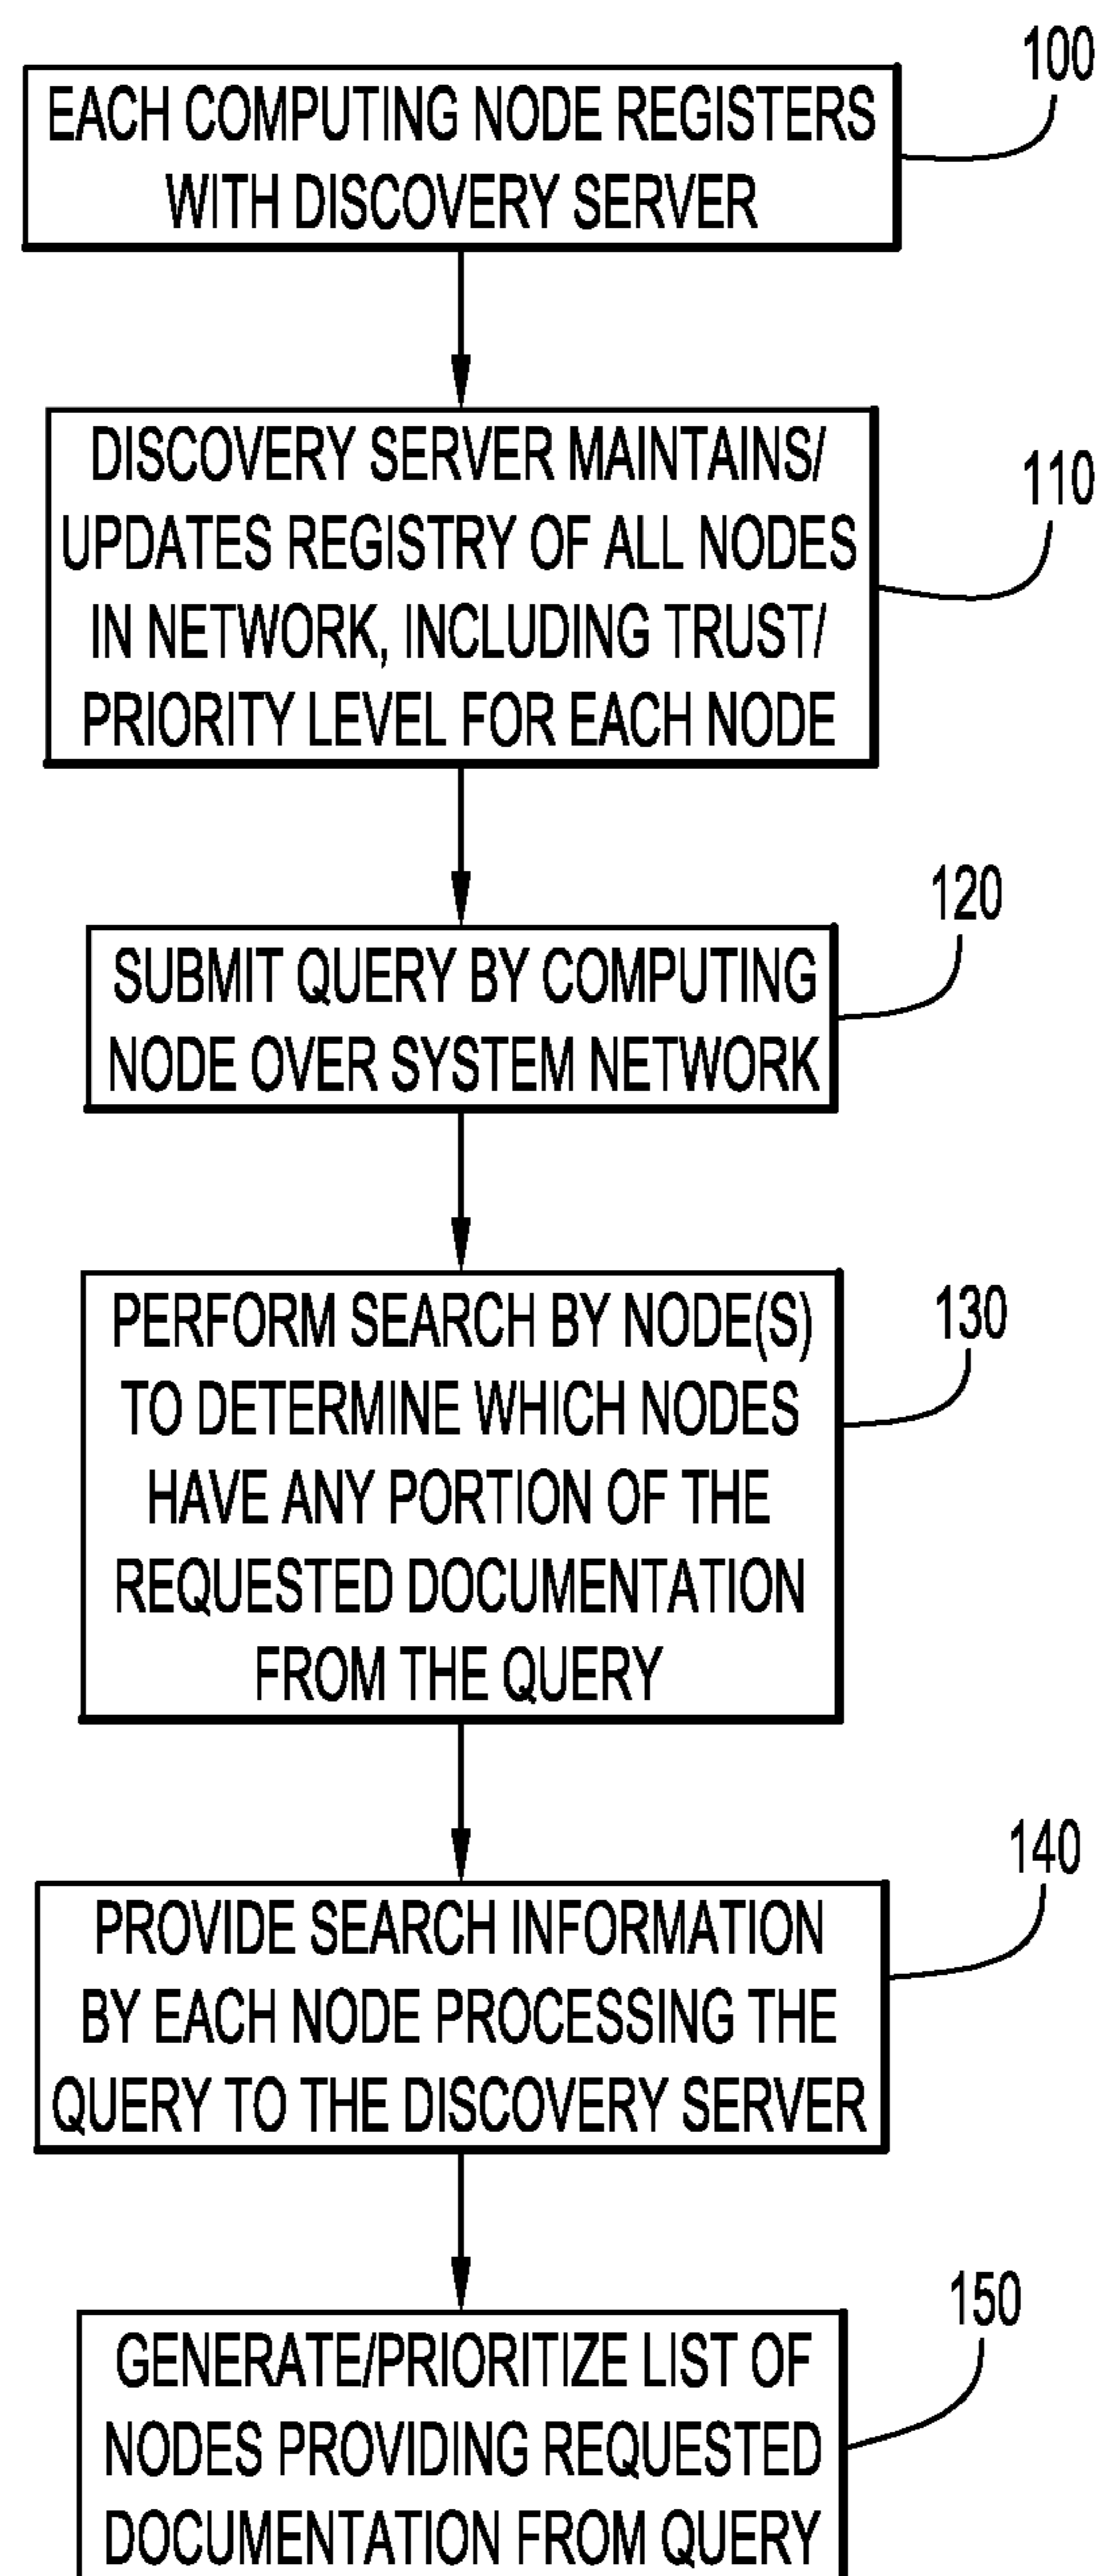 100
EACH COMPUTING NODE REGISTERS
WITH DISCOVERY SERVER
110
DISCOVERY SERVER MAINTAINS/
UPDATES REGISTRY OF ALL NODES
IN NETWORK, INCLUDING TRUST/
PRIORITY LEVEL FOR EACH NODE
120
SUBMIT QUERY BY COMPUTING
NODE OVER SYSTEM NETWORK
130
PERFORM SEARCH BY NODE(S)
TO DETERMINE WHICH NODES
HAVE ANY PORTION OF THE
REQUESTED DOCUMENTATION
FROM THE QUERY
140
PROVIDE SEARCH INFORMATION
BY EACH NODE PROCESSING THE
QUERY TO THE DISCOVERY SERVER
150
GENERATE/PRIORITIZE LIST OF
NODES PROVIDING REQUESTED
DOCUMENTATION FROM QUERY